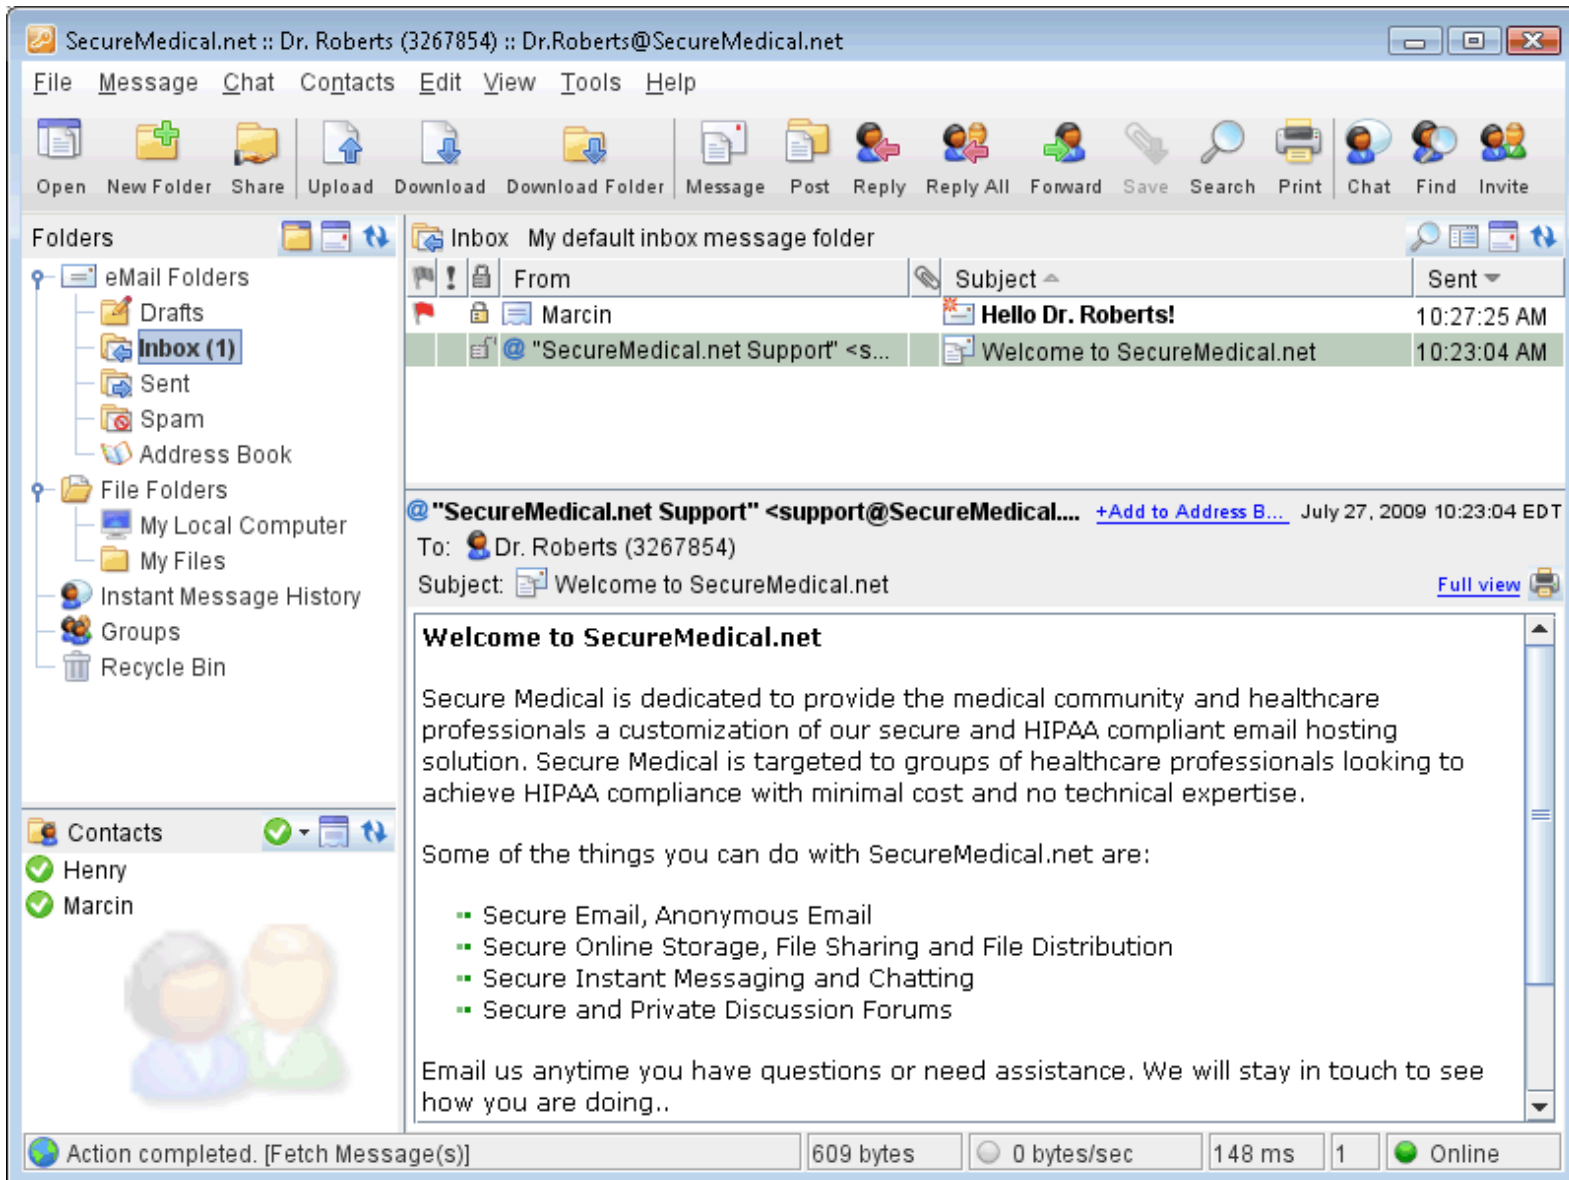 SecureMedical.net :: Dr. Roberts (3267854) :: Dr.Roberts@SecureMedical.net
File Message Chat Contacts Edit View Tools Help
Open New Folder Share Upload Download Download Folder Message Post Reply Reply All Forward Save Search Print Chat Find Invite
Folders
eMail Folders
Drafts
Inbox (1)
Sent
Spam
Address Book
File Folders
My Local Computer
My Files
Instant Message History
Groups
Recycle Bin
Contacts
Henry
Marcin
Inbox My default inbox message folder
! From Subject Sent
Marcin Hello Dr. Roberts! 10:27:25 AM
@ "SecureMedical.net Support" <s... Welcome to SecureMedical.net 10:23:04 AM
@ "SecureMedical.net Support" <support@SecureMedical.... +Add to Address B... July 27, 2009 10:23:04 EDT
To: Dr. Roberts (3267854)
Subject: Welcome to SecureMedical.net Full view
Welcome to SecureMedical.net
Secure Medical is dedicated to provide the medical community and healthcare
professionals a customization of our secure and HIPAA compliant email hosting
solution. Secure Medical is targeted to groups of healthcare professionals looking to
achieve HIPAA compliance with minimal cost and no technical expertise.
Some of the things you can do with SecureMedical.net are:
Secure Email, Anonymous Email
Secure Online Storage, File Sharing and File Distribution
Secure Instant Messaging and Chatting
Secure and Private Discussion Forums
Email us anytime you have questions or need assistance. We will stay in touch to see
how you are doing..
Action completed. [Fetch Message(s)] 609 bytes 0 bytes/sec 148 ms 1 Online